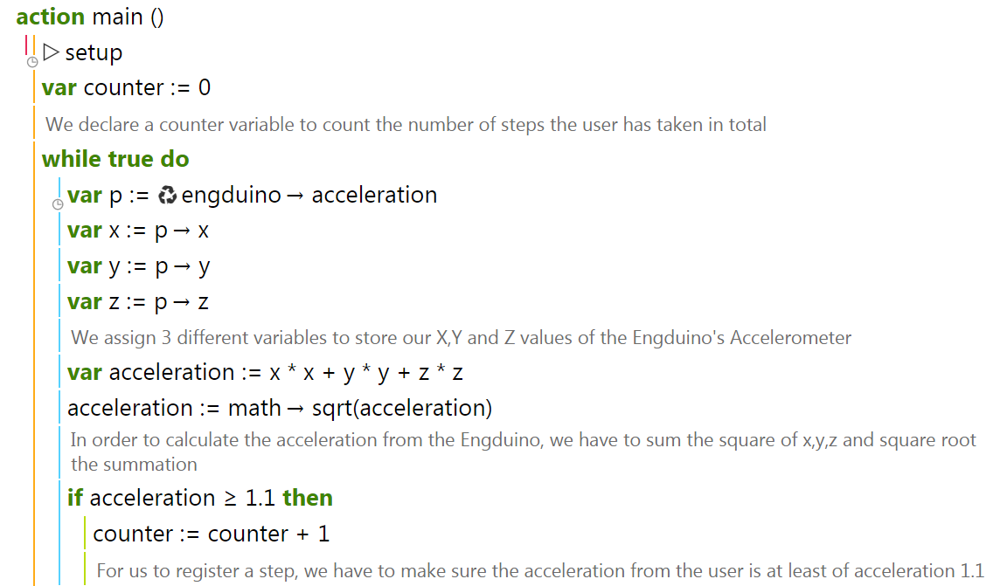 action main ()
▷ setup
var counter := 0
We declare a counter variable to count the number of steps the user has taken in total
while true do
var p := ♻ engduino → acceleration
var x := p → x
var y := p → y
var z := p → z
We assign 3 different variables to store our X,Y and Z values of the Engduino's Accelerometer
var acceleration := x * x + y * y + z * z
acceleration := math → sqrt(acceleration)
In order to calculate the acceleration from the Engduino, we have to sum the square of x,y,z and square root
the summation
if acceleration ≥ 1.1 then
counter := counter + 1
For us to register a step, we have to make sure the acceleration from the user is at least of acceleration 1.1